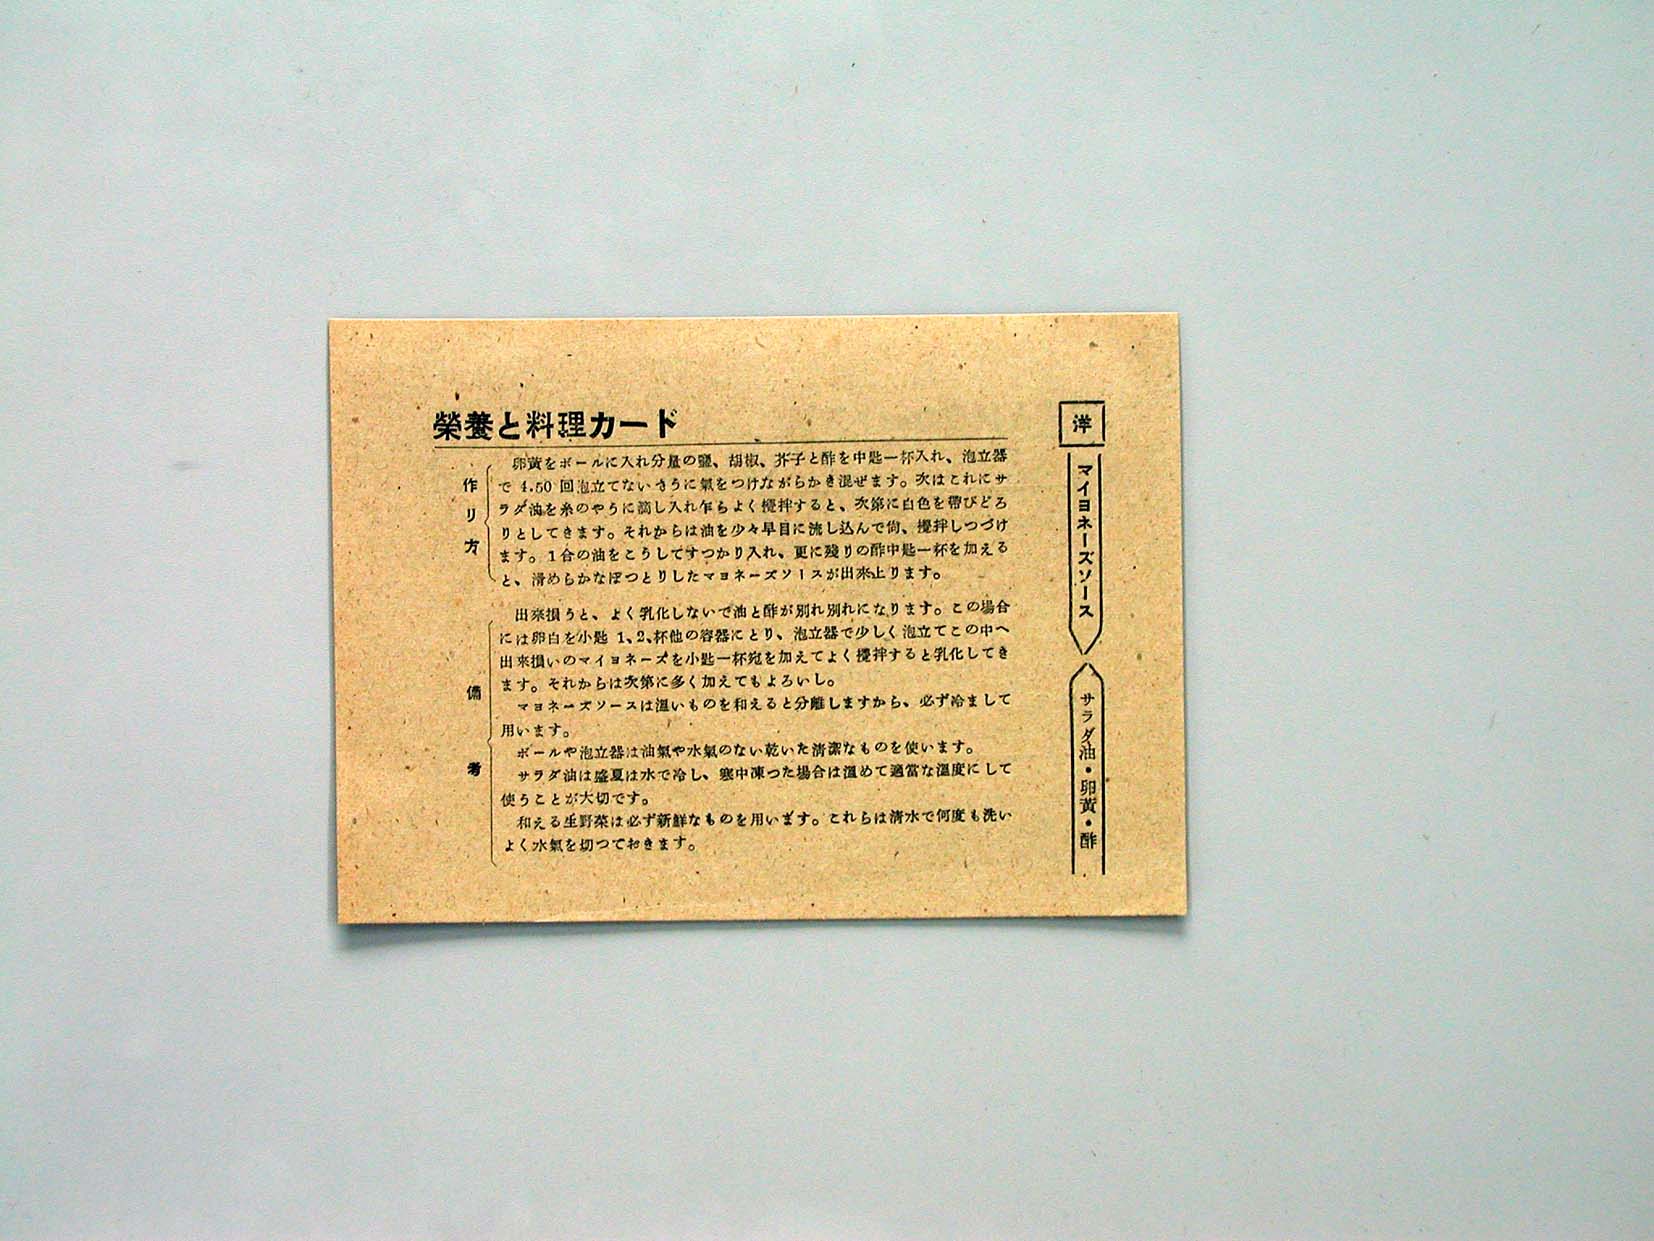 榮養と料理カード
作り方
卵黄をボールに入れ分量の鹽、胡椒、芥子と酢を中匙一杯入れ、泡立器
で 4.50 回泡立てないさうに氣をつけながらかき混ぜます。次はこれにサ
ラダ油を糸のやうに滴し入れ乍らよく攪拌すると、次第に白色を帶びどろ
りとしてきます。それからは油を少々早目に流し込んで尙、攪拌しつづけ
ます。1合の油をこうしてすつかり入れ、更に殘りの酢中匙一杯を加える
と、滑めらかなぽつとりしたマヨネーズソースが出來上ります。
備考
出來損うと、よく乳化しないで油と酢が別れ別れになります。この場合
には卵白を小匙 1、2、杯他の容器にとり、泡立器で少しく泡立てこの中へ
出來損いのマイヨネーズを小匙一杯宛を加えてよく攪拌すると乳化してき
ます。それからは次第に多く加えてもよろいし。
マヨネーズソースは溫いものを和えると分離しますから、必ず冷まして
用います。
ボールや泡立器は油氣や水氣のない乾いた清潔なものを使います。
サラダ油は盛夏は水で冷し、寒中凍つた場合は溫めて適當な溫度にして
使うことが大切です。
和える生野菜は必ず新鮮なものを用います。これらは清水で何度も洗い
よく水氣を切つておきます。
洋
マイヨネーズソース
サラダ油・卵黄・酢